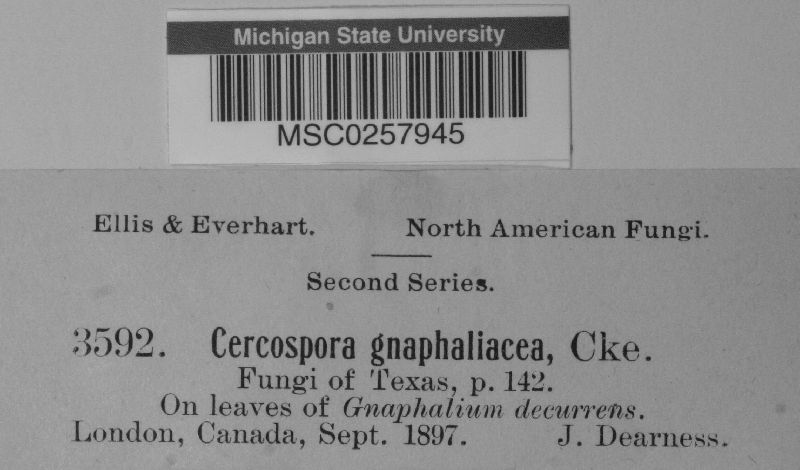 Michigan State University
MSC0257945
Ellis & Everhart. North American Fungi.
Second Series.
3592. Cercospora gnaphaliacea, Cke.
Fungi of Texas, p. 142.
On leaves of Gnaphalium decurrens.
London, Canada, Sept. 1897. J. Dearness.